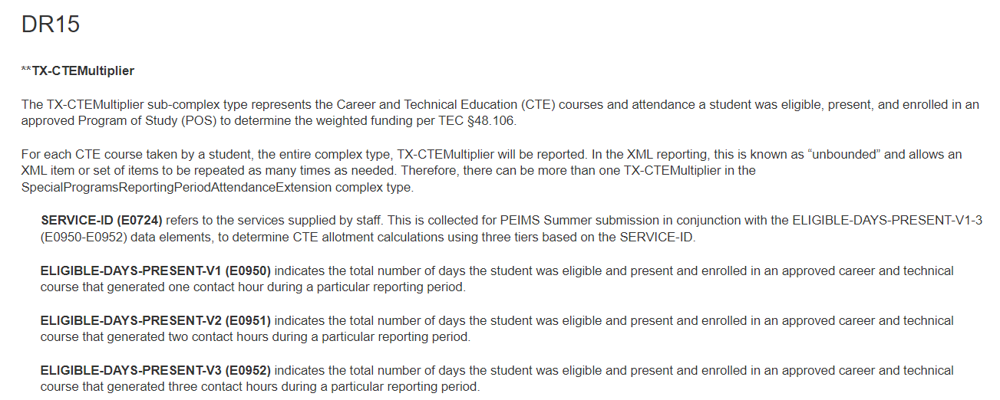 DR15
**TX-CTEMultiplier
The TX-CTEMultiplier sub-complex type represents the Career and Technical Education (CTE) courses and attendance a student was eligible, present, and enrolled in an
approved Program of Study (POS) to determine the weighted funding per TEC §48.106.
For each CTE course taken by a student, the entire complex type, TX-CTEMultiplier will be reported. In the XML reporting, this is known as “unbounded” and allows an
XML item or set of items to be repeated as many times as needed. Therefore, there can be more than one TX-CTEMultiplier in the
SpecialProgramsReportingPeriodAttendanceExtension complex type.
SERVICE-ID (E0724) refers to the services supplied by staff. This is collected for PEIMS Summer submission in conjunction with the ELIGIBLE-DAYS-PRESENT-V1-3
(E0950-E0952) data elements, to determine CTE allotment calculations using three tiers based on the SERVICE-ID.
ELIGIBLE-DAYS-PRESENT-V1 (E0950) indicates the total number of days the student was eligible and present and enrolled in an approved career and technical
course that generated one contact hour during a particular reporting period.
ELIGIBLE-DAYS-PRESENT-V2 (E0951) indicates the total number of days the student was eligible and present and enrolled in an approved career and technical
course that generated two contact hours during a particular reporting period.
ELIGIBLE-DAYS-PRESENT-V3 (E0952) indicates the total number of days the student was eligible and present and enrolled in an approved career and technical
course that generated three contact hours during a particular reporting period.